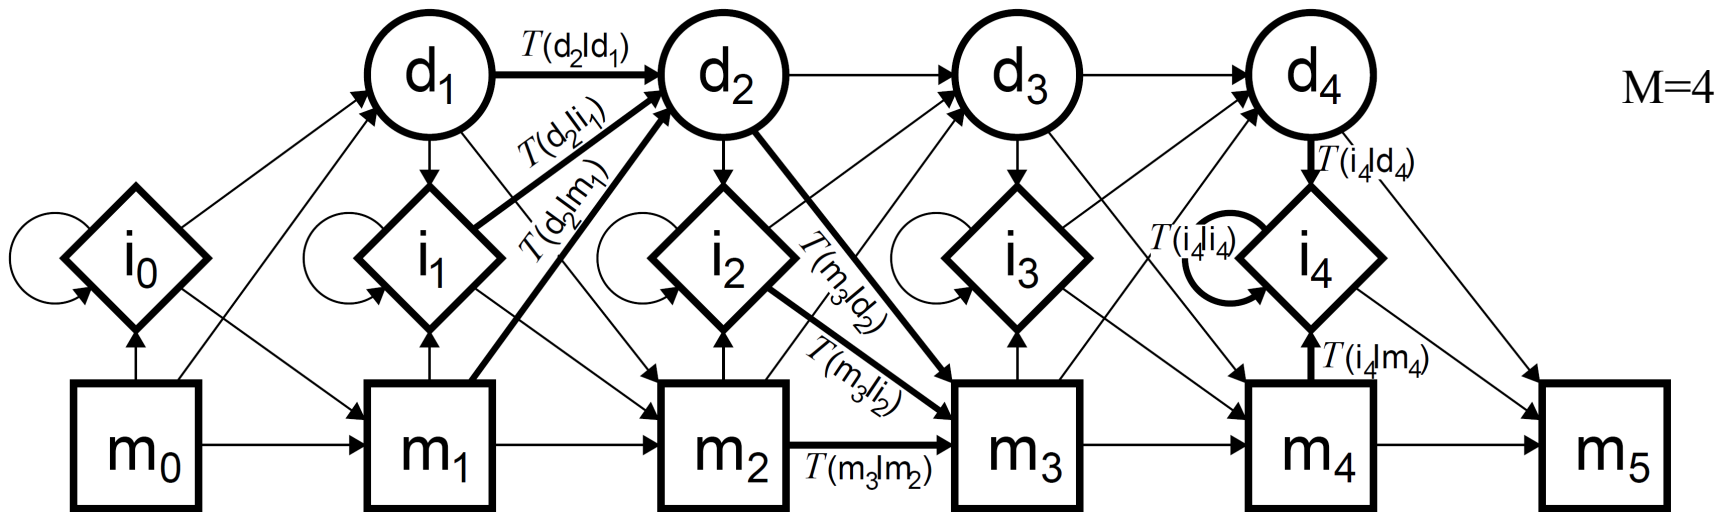 T(d2|d1)
d1
d2
d3
d4
M=4
T(d2|i1)
T(d2|m1)
T(i4|d4)
i0
i1
i2
i3
i4
T(m3|d2)
T(i4|i4)
T(m3|i2)
T(i4|m4)
m0
m1
m2
m3
m4
m5
T(m3|m2)